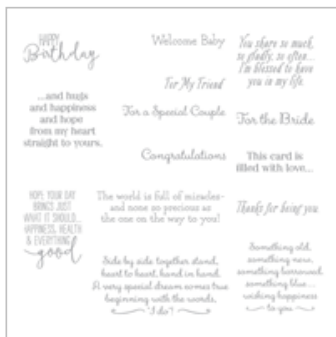 HAPPY
Birthday
Welcome Baby
You share so much,
so gladly, so often...
I'm blessed to have
you in my life.
For My Friend
...and hugs
and happiness
and hope
from my heart
straight to yours.
For a Special Couple
For the Bride
Congratulations
This card is
filled with love...
HOPE YOUR DAY
BRINGS JUST
WHAT IT SHOULD...
HAPPINESS, HEALTH
& EVERYTHING
good
The world is full of miracles–
and none so precious as
the one on the way to you!
Thanks for being you.
Side by side together stand,
heart to heart, hand in hand.
A very special dream comes true
beginning with the words,
"I do"!
Something old,
something new,
something borrowed,
something blue...
wishing happiness
to you